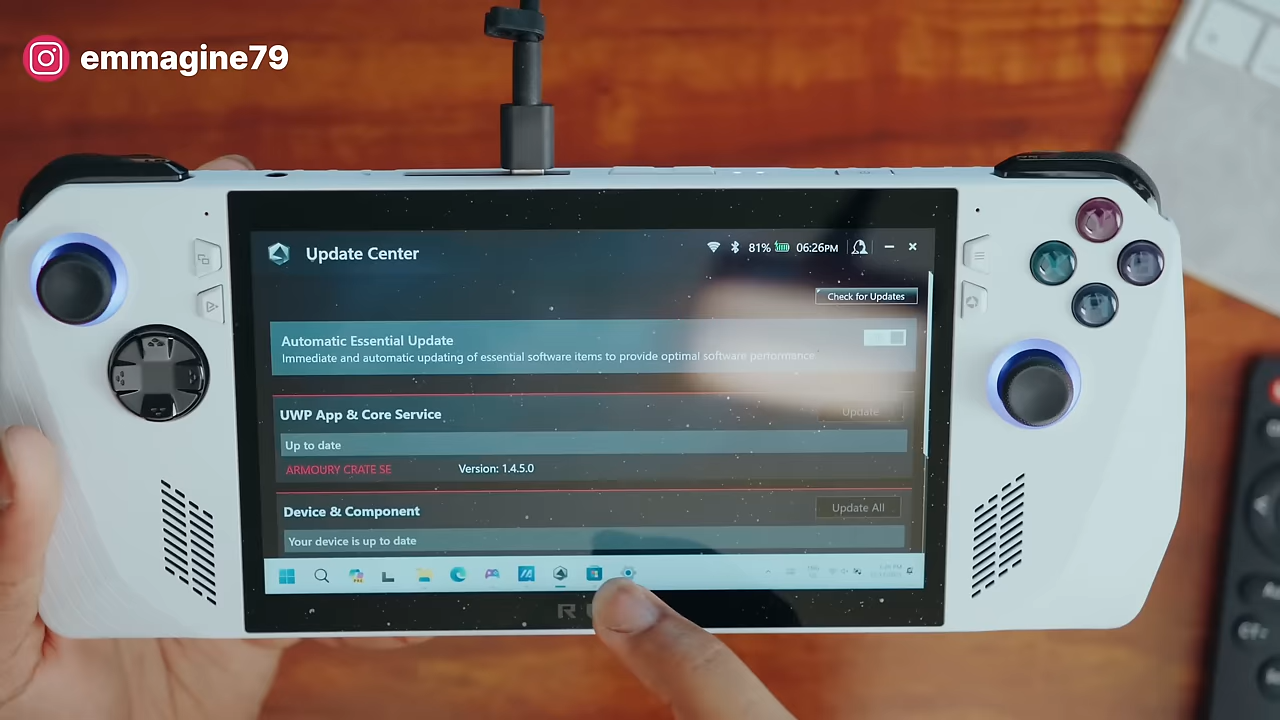 emmagine79
Update Center
81% 06:26PM
Check for Updates
Automatic Essential Update
Immediate and automatic updating of essential software items to provide optimal software performance
UWP App & Core Service
Update
Up to date
ARMOURY CRATE SE Version: 1.4.5.0
Device & Component
Update All
Your device is up to date
R